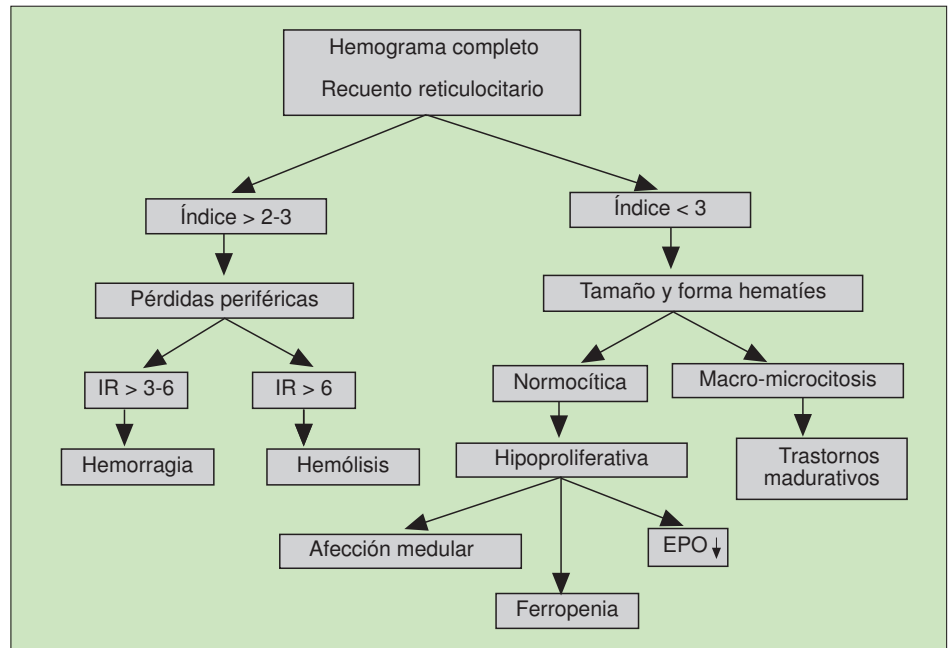 Hemograma completo
Recuento reticulocitario
Índice > 2-3
Índice < 3
Pérdidas periféricas
Tamaño y forma hematíes
IR > 3-6
IR > 6
Normocítica
Macro-microcitosis
Hemorragia
Hemólisis
Hipoproliferativa
Trastornos
madurativos
Afección medular
EPO ↓
Ferropenia